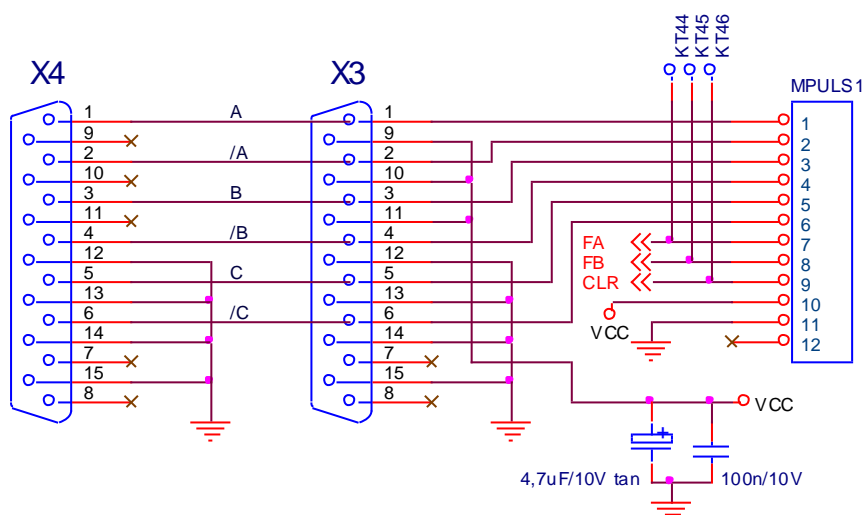 KT44
KT45
KT46
X4
X3
MPULS1
1
9
2
10
3
11
4
12
5
13
6
14
7
15
8
A
/A
B
/B
C
/C
1
9
2
10
3
11
4
12
5
13
6
14
7
15
8
FA
FB
CLR
VCC
1
2
3
4
5
6
7
8
9
10
11
12
VCC
+
4,7uF/10V tan
100n/10V